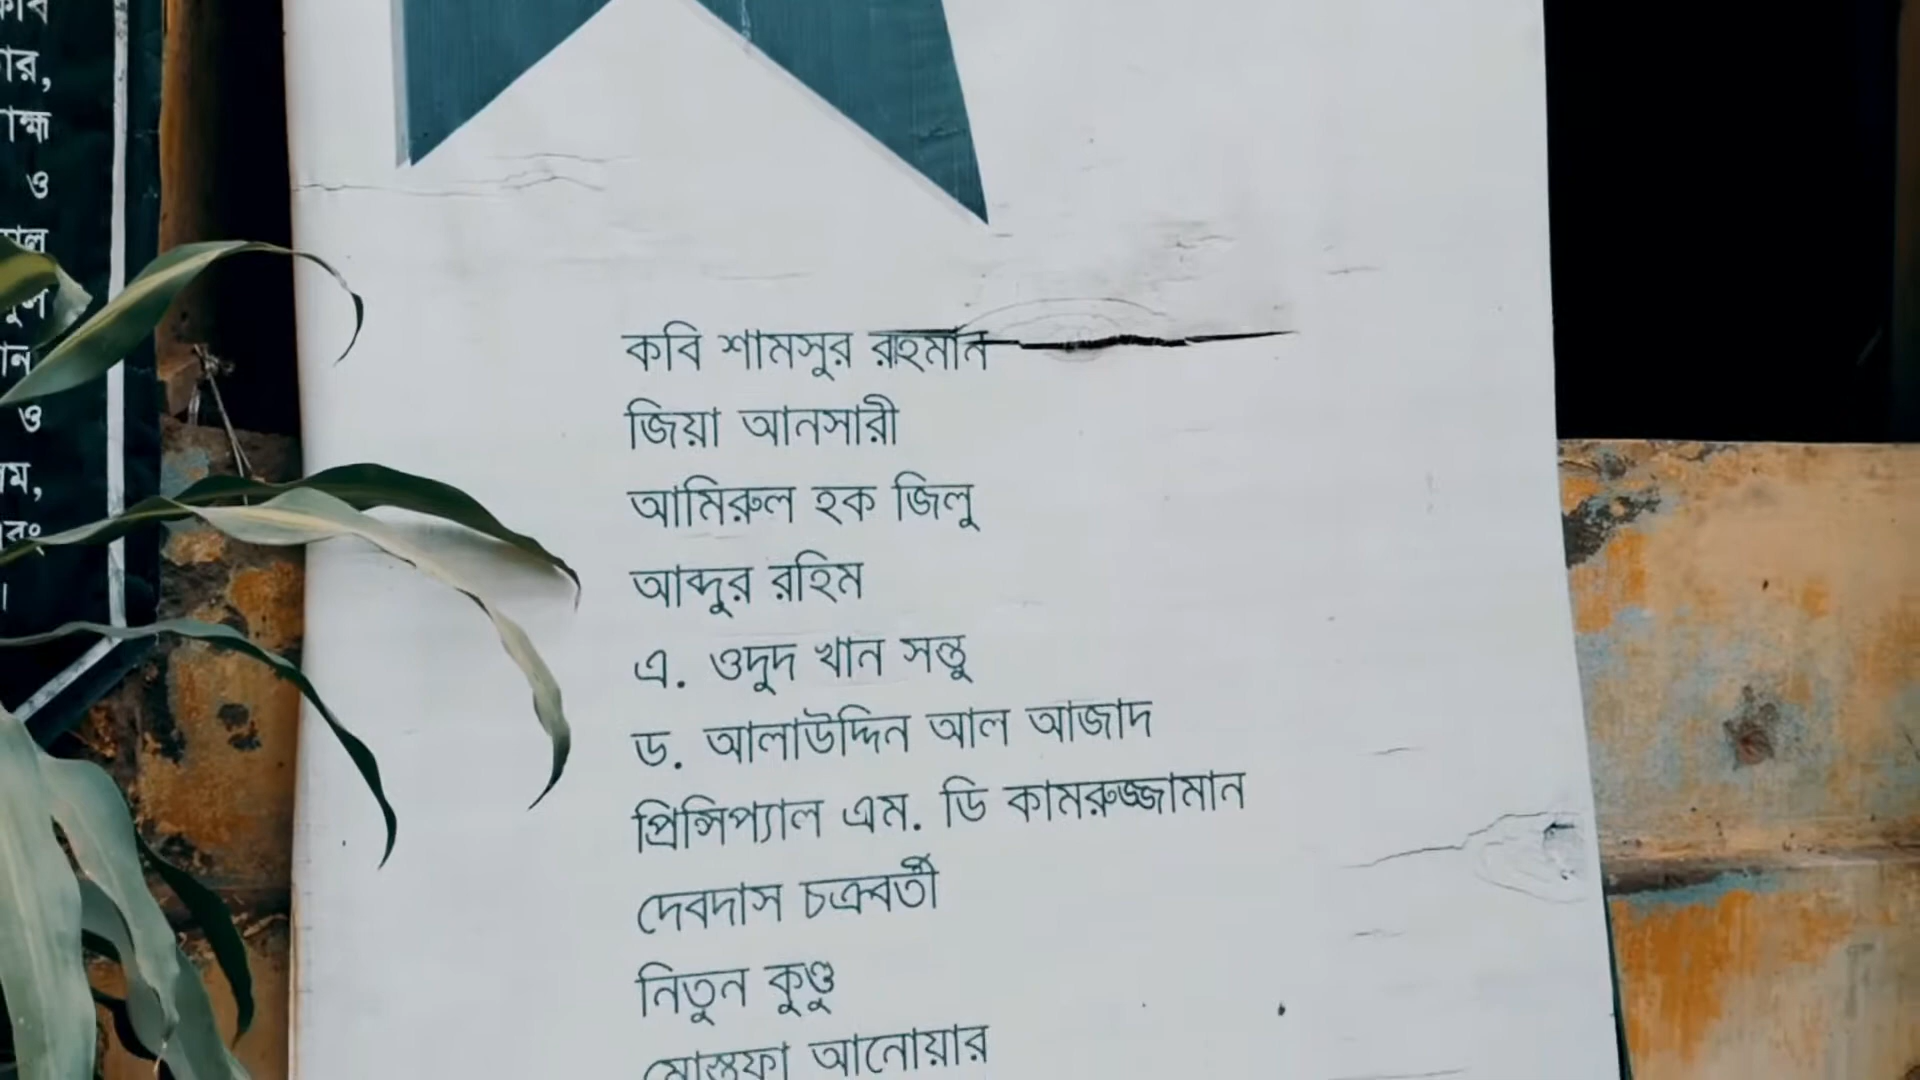 ও
ও
কবি শামসুর রাহমান
জিয়া আনসারী
আমিরুল হক জিলু
আব্দুর রহিম
এ. ওদুদ খান সন্তু
ড. আলাউদ্দিন আল আজাদ
প্রিন্সিপ্যাল এম. ডি কামরুজ্জামান
দেবদাস চক্রবর্তী
নিতুন কুণ্ডু
মোস্তফা আনোয়ার